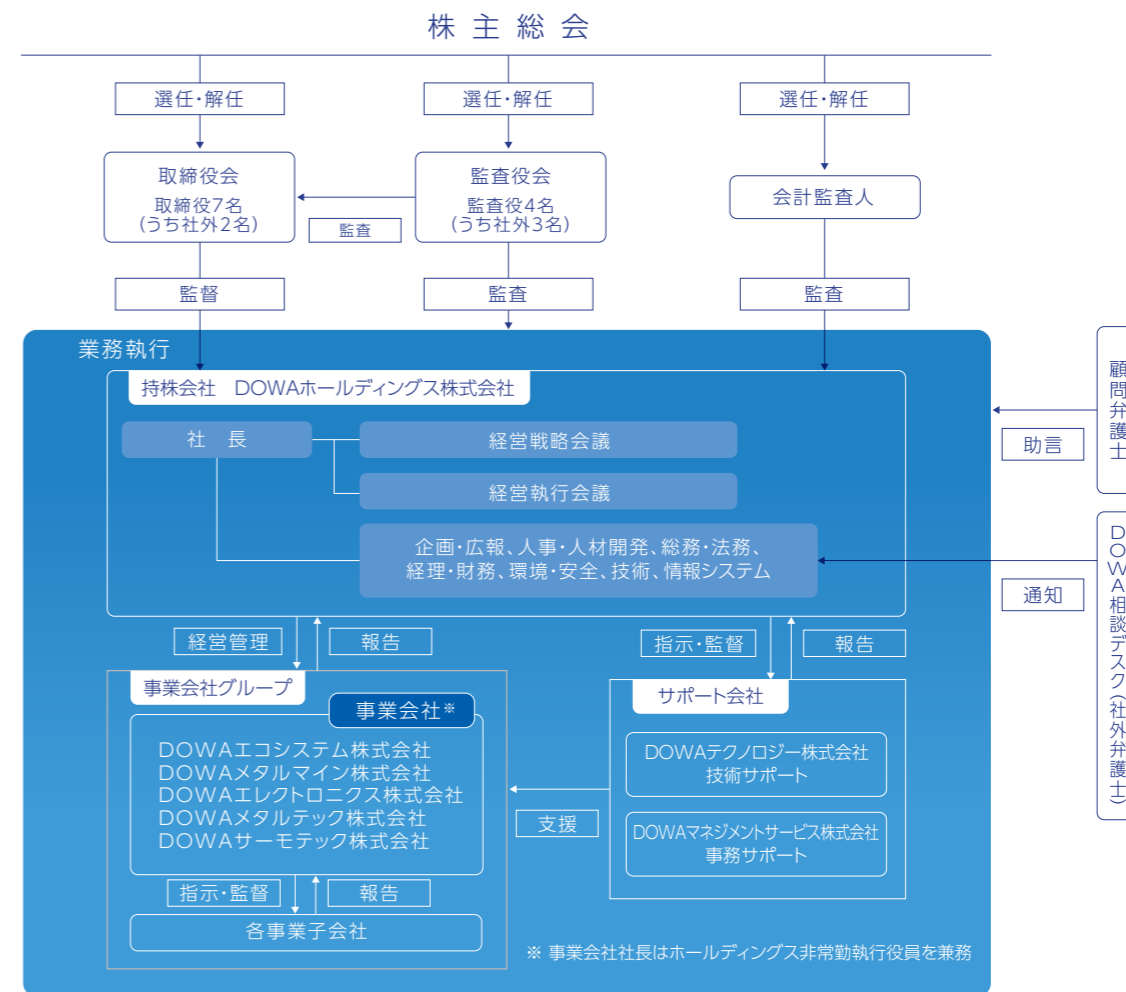 株主総会
選任・解任
選任・解任
選任・解任
取締役会
取締役7名
(うち社外2名)
監査
監査役会
監査役4名
(うち社外3名)
会計監査人
監督
監査
監査
業務執行
持株会社 DOWAホールディングス株式会社
社 長
経営戦略会議
経営執行会議
企画・広報、人事・人材開発、総務・法務、
経理・財務、環境・安全、技術、情報システム
顧問弁護士
助言
DOWA相談デスク(社外弁護士)
通知
経営管理
報告
指示・監督
報告
事業会社グループ
事業会社※
DOWAエコシステム株式会社
DOWAメタルマイン株式会社
DOWAエレクトロニクス株式会社
DOWAメタルテック株式会社
DOWAサーモテック株式会社
指示・監督
報告
各事業子会社
支援
サポート会社
DOWAテクノロジー株式会社
技術サポート
DOWAマネジメントサービス株式会社
事務サポート
※ 事業会社社長はホールディングス非常勤執行役員を兼務